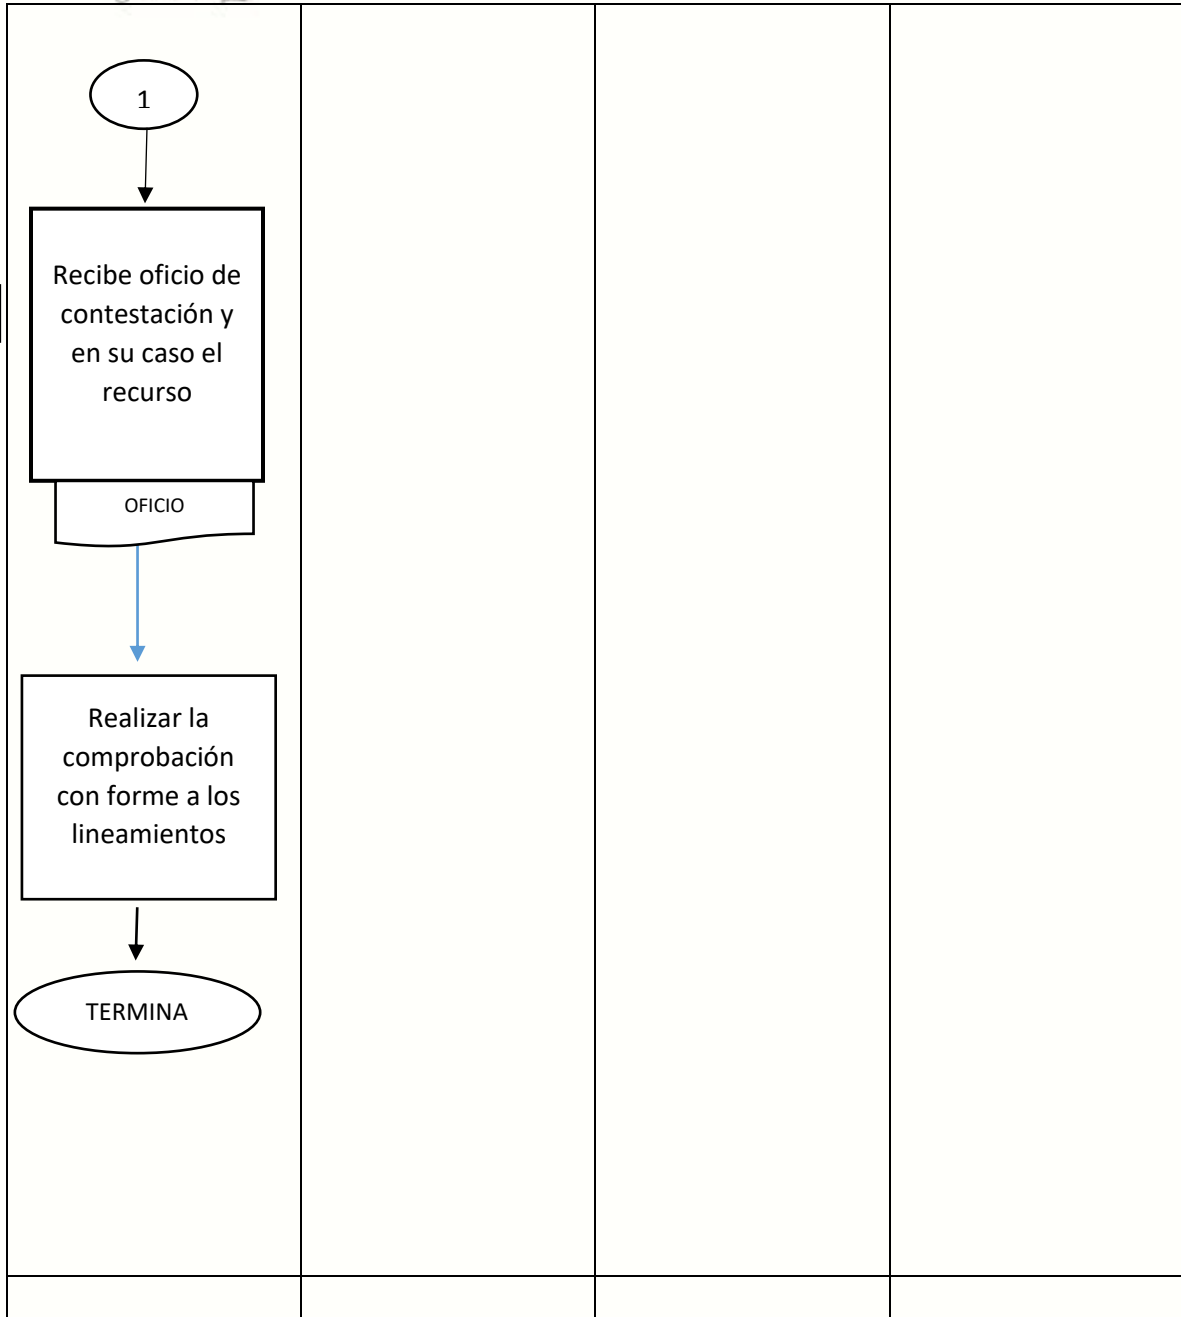 1
Recibe oficio de
contestación y
en su caso el
recurso
OFICIO
Realizar la
comprobación
con forme a los
lineamientos
TERMINA